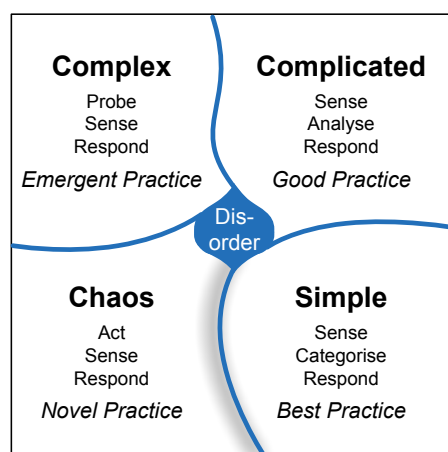 Complex
Probe
Sense
Respond
Emergent Practice
Complicated
Sense
Analyse
Respond
Good Practice
Dis-
order
Chaos
Act
Sense
Respond
Novel Practice
Simple
Sense
Categorise
Respond
Best Practice